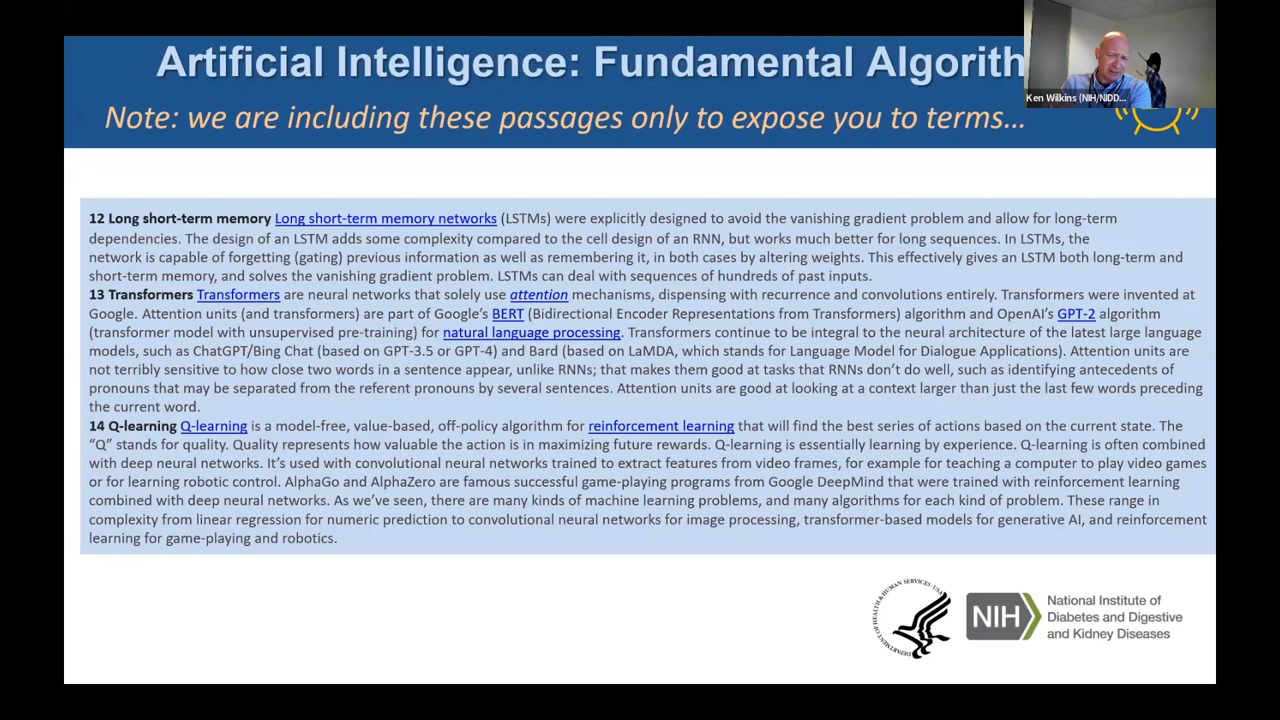 Artificial Intelligence: Fundamental Algorith
Note: we are including these passages only to expose you to terms…
Ken Wilkins (NIH/NIDD...
12 Long short-term memory Long short-term memory networks (LSTMs) were explicitly designed to avoid the vanishing gradient problem and allow for long-term
dependencies. The design of an LSTM adds some complexity compared to the cell design of an RNN, but works much better for long sequences. In LSTMs, the
network is capable of forgetting (gating) previous information as well as remembering it, in both cases by altering weights. This effectively gives an LSTM both long-term and
short-term memory, and solves the vanishing gradient problem. LSTMs can deal with sequences of hundreds of past inputs.
13 Transformers Transformers are neural networks that solely use attention mechanisms, dispensing with recurrence and convolutions entirely. Transformers were invented at
Google. Attention units (and transformers) are part of Google's BERT (Bidirectional Encoder Representations from Transformers) algorithm and OpenAI's GPT-2 algorithm
(transformer model with unsupervised pre-training) for natural language processing. Transformers continue to be integral to the neural architecture of the latest large language
models, such as ChatGPT/Bing Chat (based on GPT-3.5 or GPT-4) and Bard (based on LaMDA, which stands for Language Model for Dialogue Applications). Attention units are
not terribly sensitive to how close two words in a sentence appear, unlike RNNs; that makes them good at tasks that RNNs don't do well, such as identifying antecedents of
pronouns that may be separated from the referent pronouns by several sentences. Attention units are good at looking at a context larger than just the last few words preceding
the current word.
14 Q-learning Q-learning is a model-free, value-based, off-policy algorithm for reinforcement learning that will find the best series of actions based on the current state. The
“Q” stands for quality. Quality represents how valuable the action is in maximizing future rewards. Q-learning is essentially learning by experience. Q-learning is often combined
with deep neural networks. It's used with convolutional neural networks trained to extract features from video frames, for example for teaching a computer to play video games
or for learning robotic control. AlphaGo and AlphaZero are famous successful game-playing programs from Google DeepMind that were trained with reinforcement learning
combined with deep neural networks. As we've seen, there are many kinds of machine learning problems, and many algorithms for each kind of problem. These range in
complexity from linear regression for numeric prediction to convolutional neural networks for image processing, transformer-based models for generative AI, and reinforcement
learning for game-playing and robotics.
DEPARTMENT OF HEALTH & HUMAN SERVICES · USA
NIH
National Institute of
Diabetes and Digestive
and Kidney Diseases